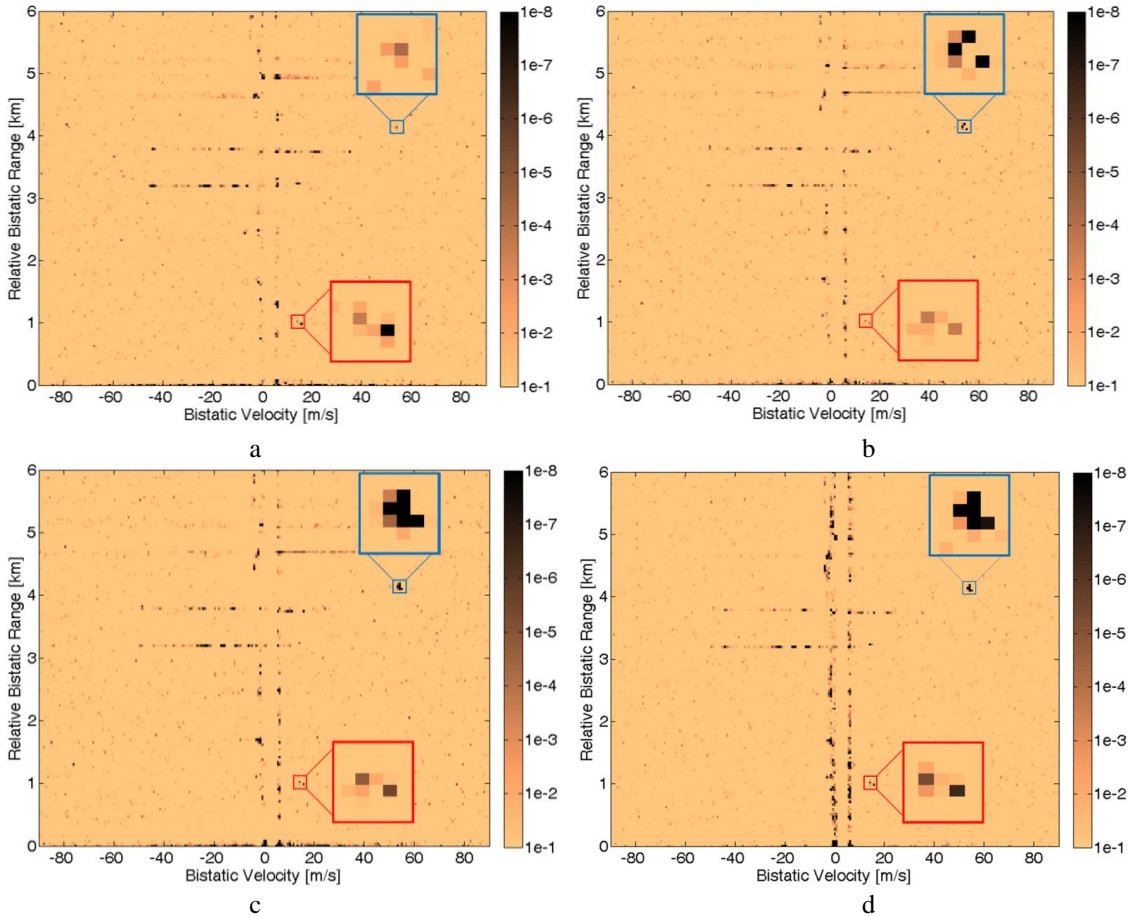 6
5
4
3
2
1
0
Relative Bistatic Range [km]
-80 -60 -40 -20 0 20 40 60 80
Bistatic Velocity [m/s]
1e-8
1e-7
1e-6
1e-5
1e-4
1e-3
1e-2
1e-1
a
6
5
4
3
2
1
0
Relative Bistatic Range [km]
-80 -60 -40 -20 0 20 40 60 80
Bistatic Velocity [m/s]
1e-8
1e-7
1e-6
1e-5
1e-4
1e-3
1e-2
1e-1
b
6
5
4
3
2
1
0
Relative Bistatic Range [km]
-80 -60 -40 -20 0 20 40 60 80
Bistatic Velocity [m/s]
1e-8
1e-7
1e-6
1e-5
1e-4
1e-3
1e-2
1e-1
c
6
5
4
3
2
1
0
Relative Bistatic Range [km]
-80 -60 -40 -20 0 20 40 60 80
Bistatic Velocity [m/s]
1e-8
1e-7
1e-6
1e-5
1e-4
1e-3
1e-2
1e-1
d